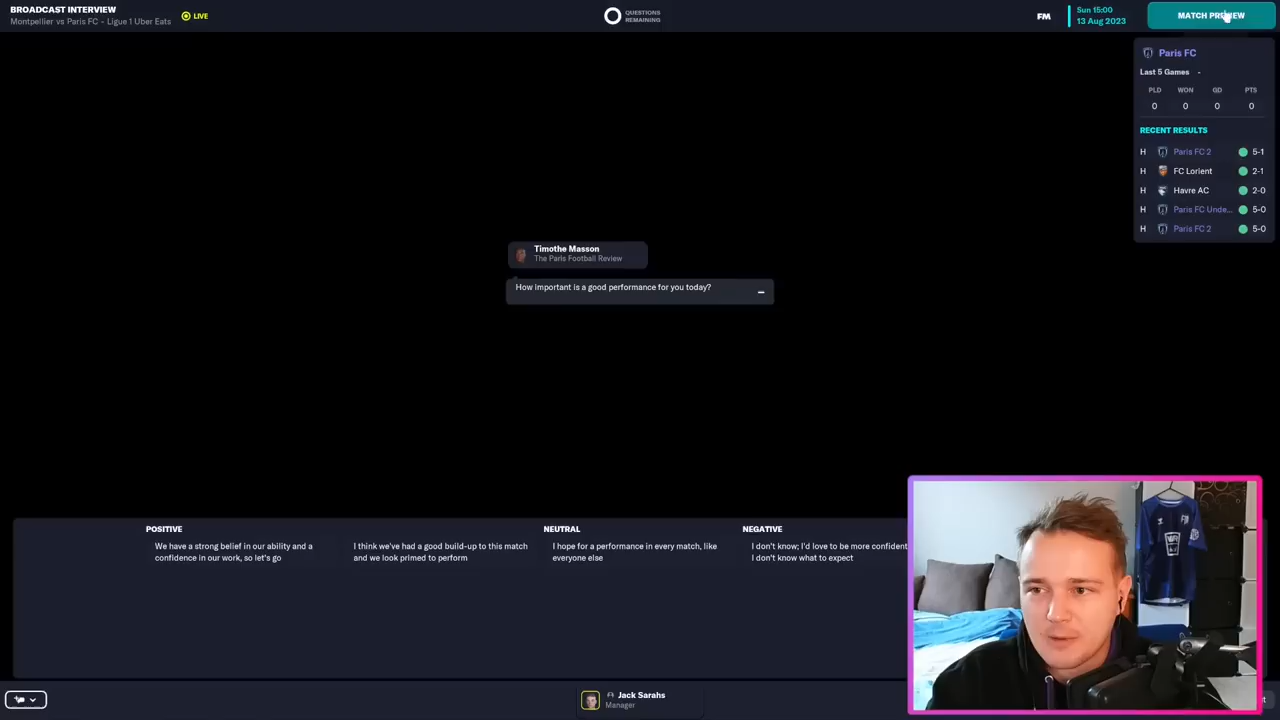 BROADCAST INTERVIEW
Montpellier vs Paris FC - Ligue 1 Uber Eats
LIVE
QUESTIONS
REMAINING
FM
Sun 15:00
13 Aug 2023
MATCH PREVIEW
Paris FC
Last 5 Games -
PLD WON GD PTS
0 0 0 0
RECENT RESULTS
H Paris FC 2 5-1
H FC Lorient 2-1
H Havre AC 2-0
H Paris FC Unde... 5-0
H Paris FC 2 5-0
Timothe Masson
The Paris Football Review
How important is a good performance for you today?
POSITIVE
We have a strong belief in our ability and a
confidence in our work, so let's go
I think we've had a good build-up to this match
and we look primed to perform
NEUTRAL
I hope for a performance in every match, like
everyone else
NEGATIVE
I don't know; I'd love to be more confident
I don't know what to expect
Jack Sarahs
Manager